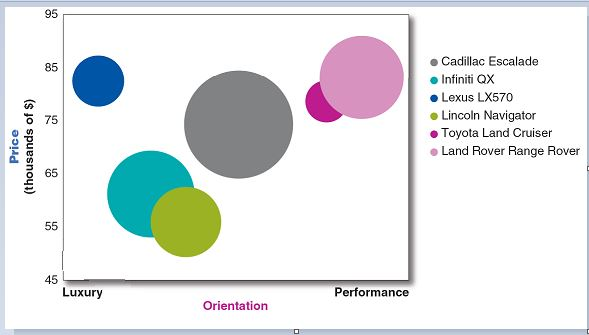 95
85
75
65
55
45
Price
(thousands of $)
Luxury
Performance
Orientation
Cadillac Escalade
Infiniti QX
Lexus LX570
Lincoln Navigator
Toyota Land Cruiser
Land Rover Range Rover